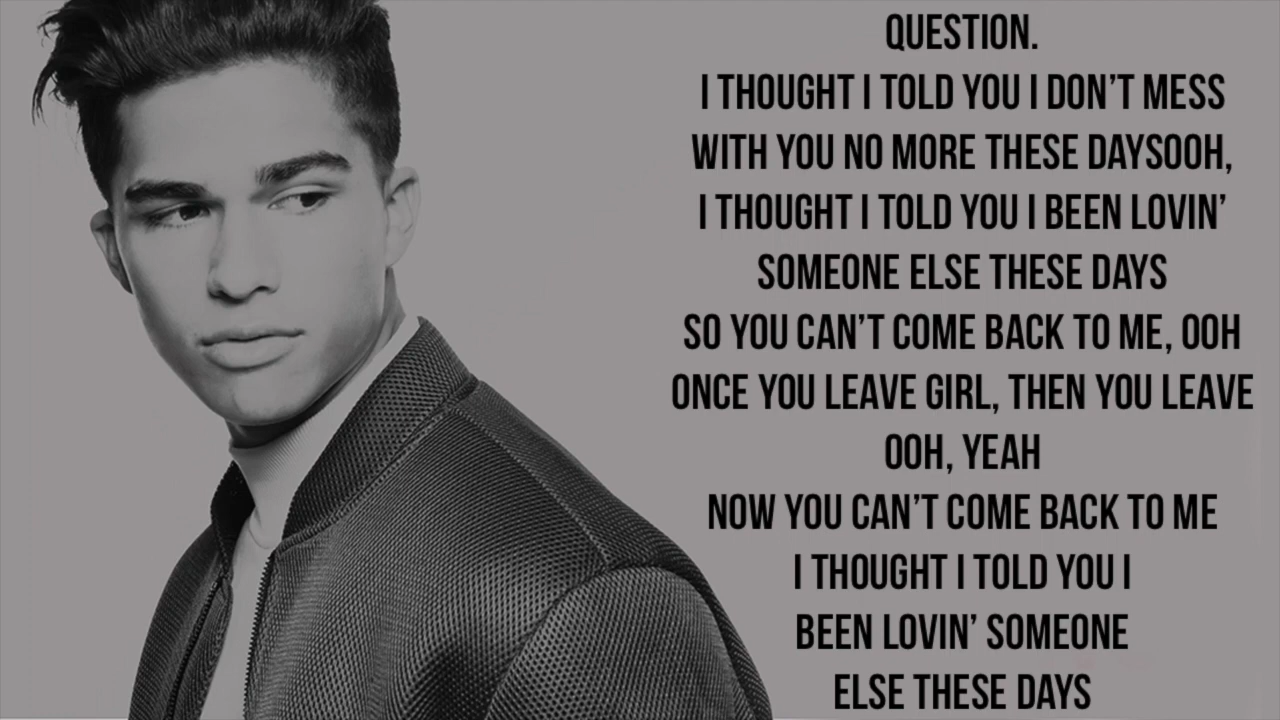 QUESTION.
I THOUGHT I TOLD YOU I DON'T MESS
WITH YOU NO MORE THESE DAYSOOH,
I THOUGHT I TOLD YOU I BEEN LOVIN'
SOMEONE ELSE THESE DAYS
SO YOU CAN'T COME BACK TO ME, OOH
ONCE YOU LEAVE GIRL, THEN YOU LEAVE
OOH, YEAH
NOW YOU CAN'T COME BACK TO ME
I THOUGHT I TOLD YOU I
BEEN LOVIN' SOMEONE
ELSE THESE DAYS